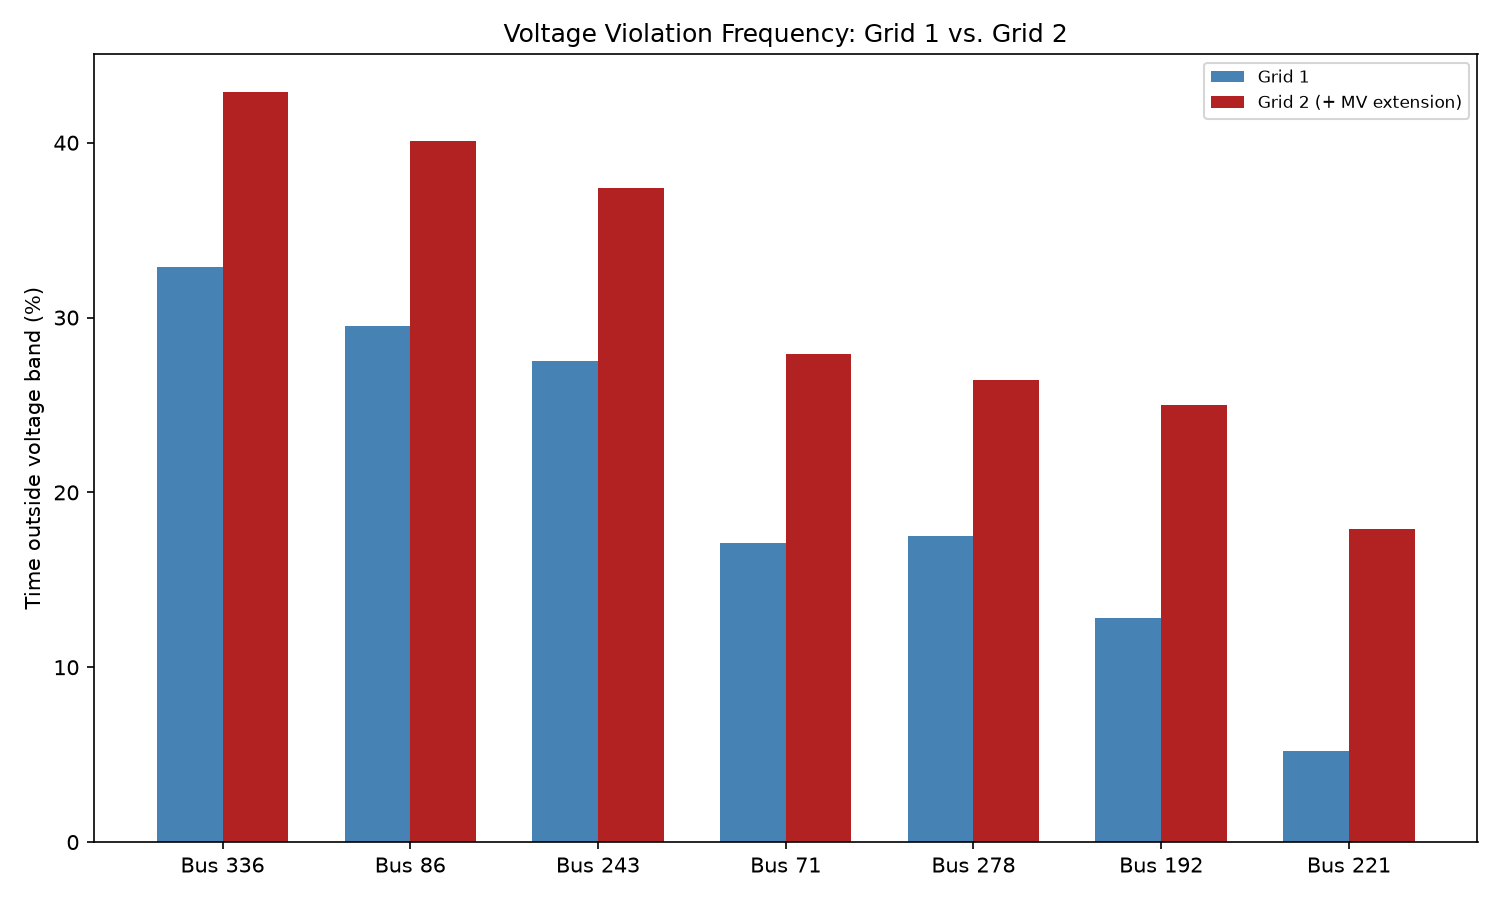 Voltage Violation Frequency: Grid 1 vs. Grid 2
Grid 1
Grid 2 (+ MV extension)
Time outside voltage band (%)
40
30
20
10
0
Bus 336
Bus 86
Bus 243
Bus 71
Bus 278
Bus 192
Bus 221